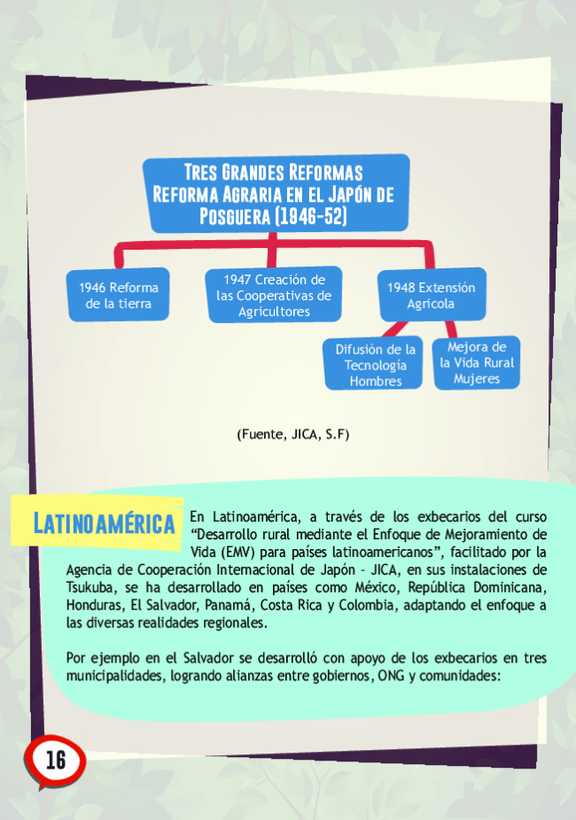 Tres Grandes Reformas
Reforma Agraria en el Japón de
Posguera (1946-52)
1946 Reforma
de la tierra
1947 Creación de
las Cooperativas de
Agricultores
1948 Extensión
Agricola
Difusión de la
Tecnología
Hombres
Mejora de
la Vida Rural
Mujeres
(Fuente, JICA, S.F)
Latinoamérica
En Latinoamérica, a través de los exbecarios del curso
“Desarrollo rural mediante el Enfoque de Mejoramiento de
Vida (EMV) para países latinoamericanos”, facilitado por la
Agencia de Cooperación Internacional de Japón - JICA, en sus instalaciones de
Tsukuba, se ha desarrollado en países como México, República Dominicana,
Honduras, El Salvador, Panamá, Costa Rica y Colombia, adaptando el enfoque a
las diversas realidades regionales.
Por ejemplo en el Salvador se desarrolló con apoyo de los exbecarios en tres
municipalidades, logrando alianzas entre gobiernos, ONG y comunidades:
16